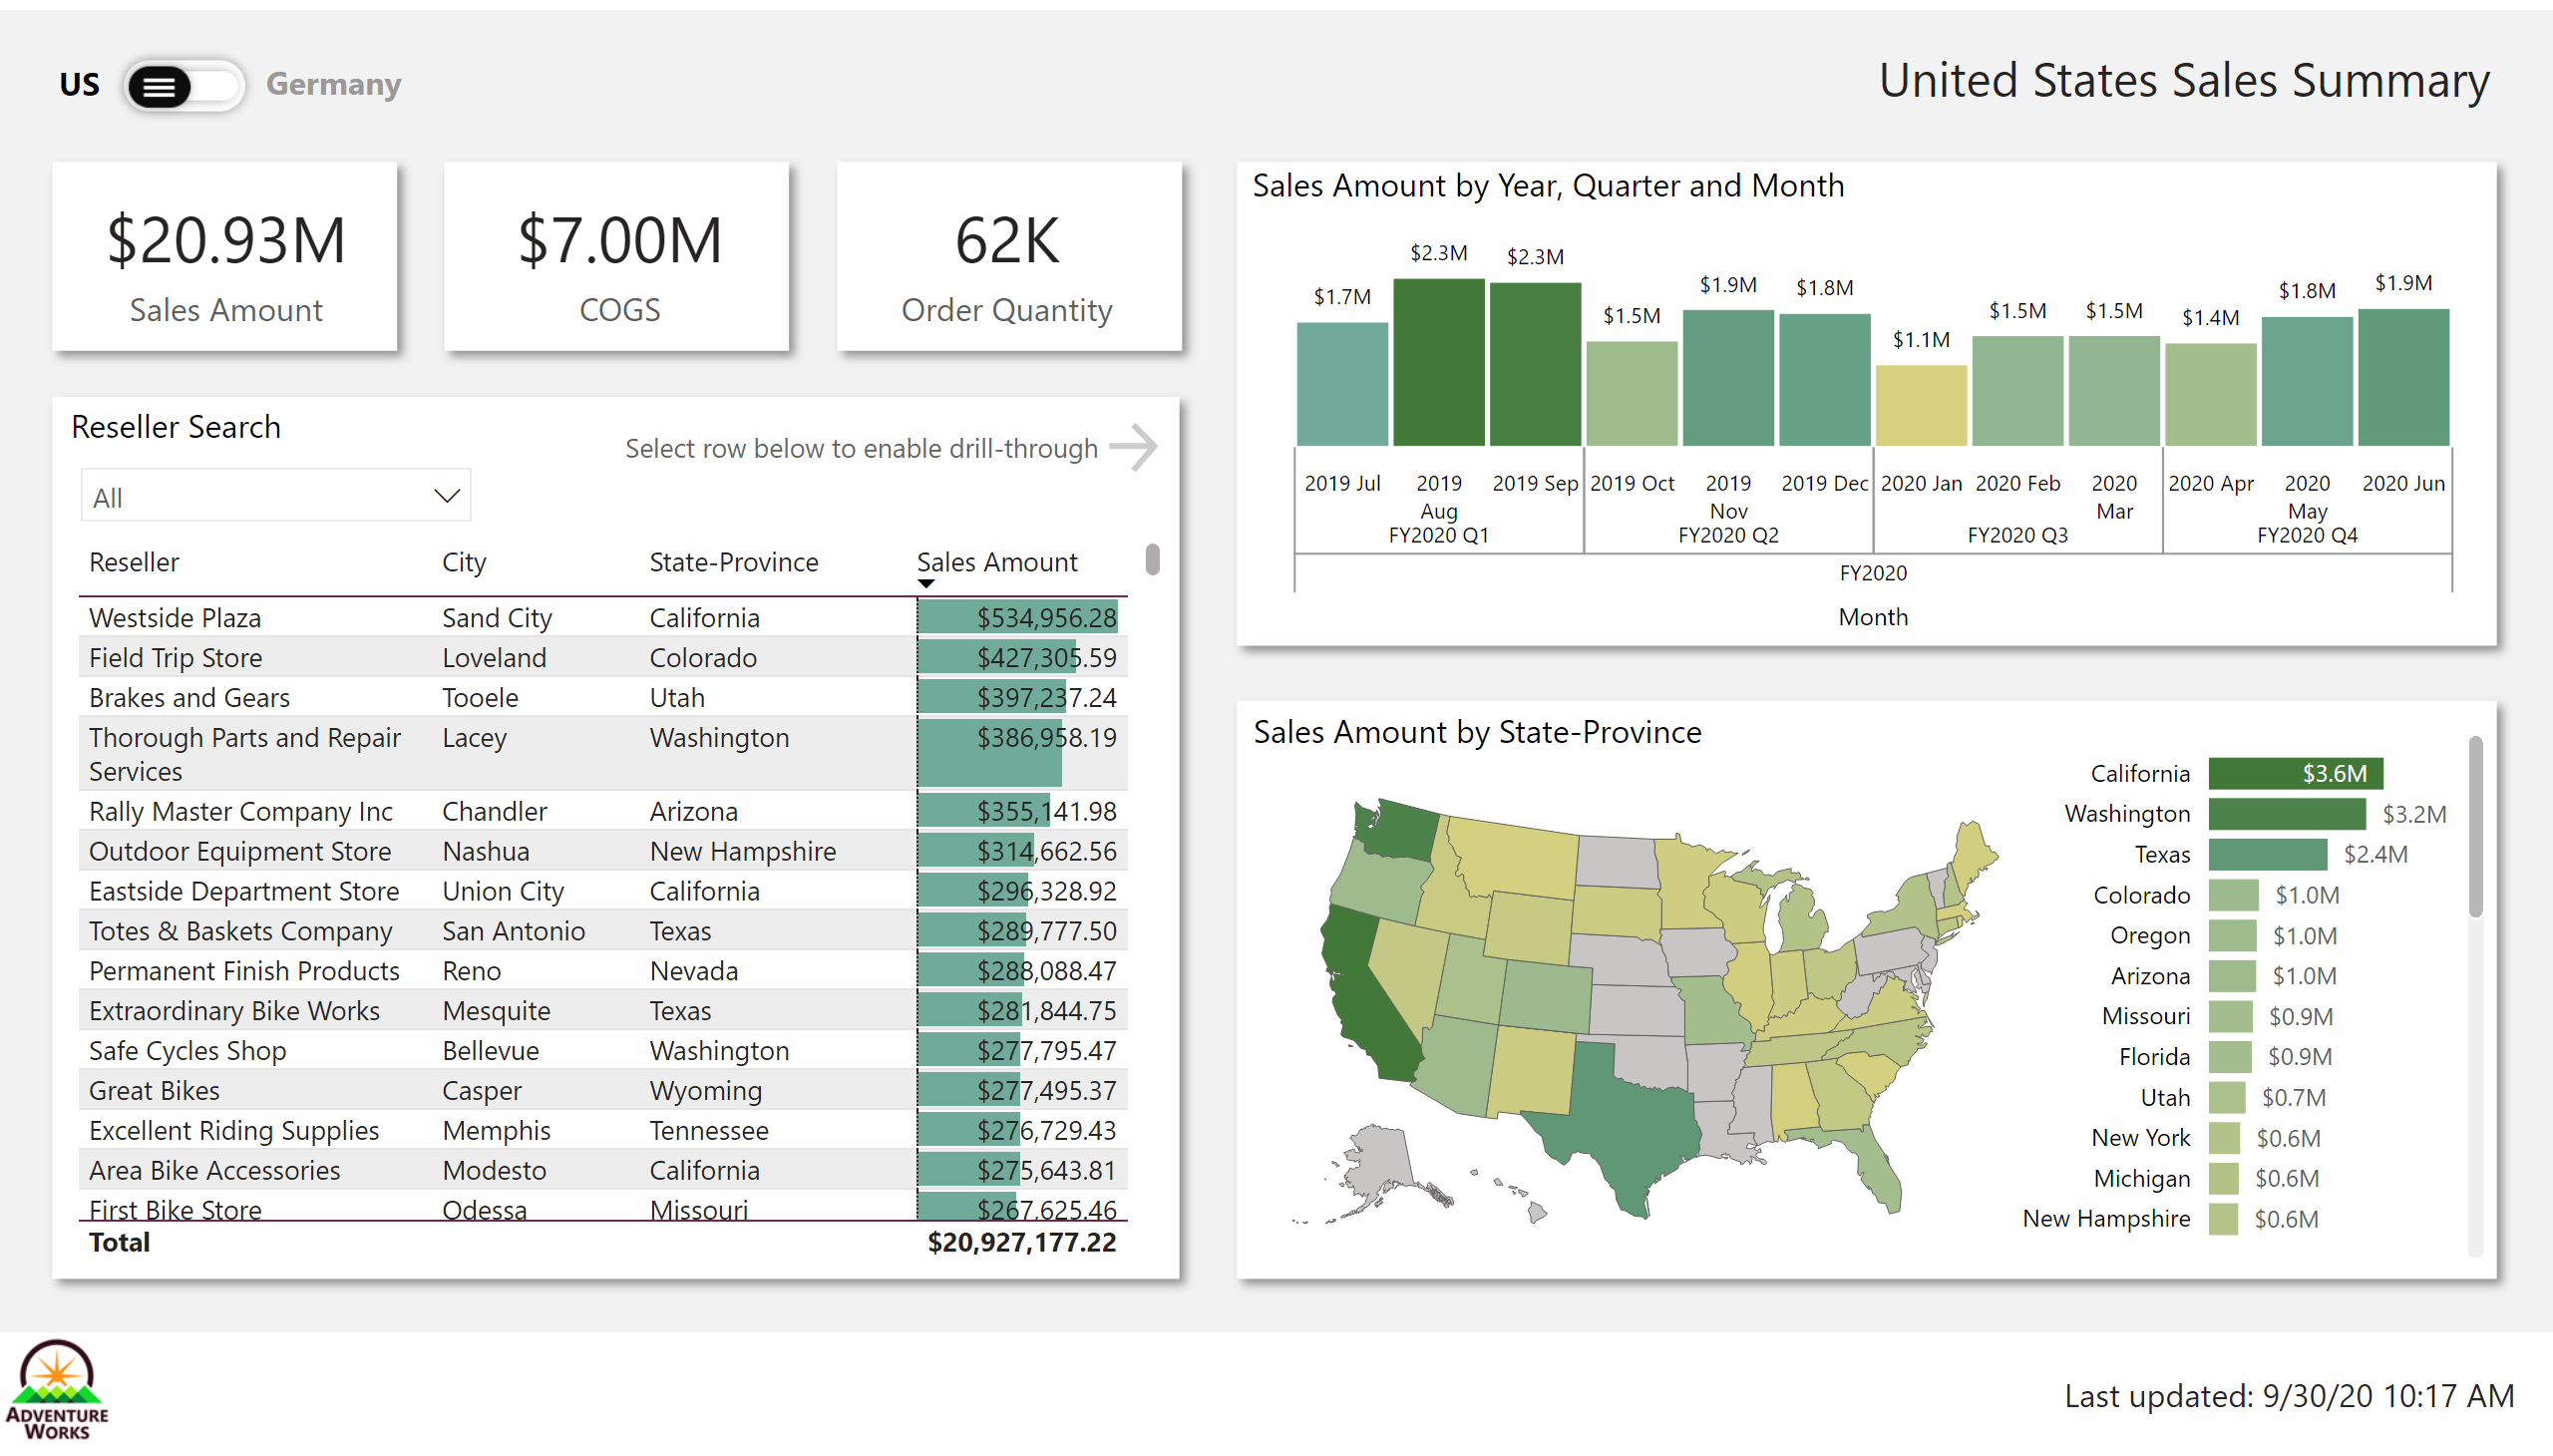 US Germany
United States Sales Summary
$20.93M
Sales Amount
$7.00M
COGS
62K
Order Quantity
Sales Amount by Year, Quarter and Month
$1.7M $2.3M $2.3M $1.5M $1.9M $1.8M $1.1M $1.5M $1.5M $1.4M $1.8M $1.9M
2019 Jul 2019 2019 Sep 2019 Oct 2019 2019 Dec 2020 Jan 2020 Feb 2020 2020 Apr 2020 2020 Jun
Aug Nov Mar May
FY2020 Q1 FY2020 Q2 FY2020 Q3 FY2020 Q4
FY2020
Month
Reseller Search
Select row below to enable drill-through
All
Reseller City State-Province Sales Amount
Westside Plaza Sand City California $534,956.28
Field Trip Store Loveland Colorado $427,305.59
Brakes and Gears Tooele Utah $397,237.24
Thorough Parts and Repair Lacey Washington $386,958.19
Services
Rally Master Company Inc Chandler Arizona $355,141.98
Outdoor Equipment Store Nashua New Hampshire $314,662.56
Eastside Department Store Union City California $296,328.92
Totes & Baskets Company San Antonio Texas $289,777.50
Permanent Finish Products Reno Nevada $288,088.47
Extraordinary Bike Works Mesquite Texas $281,844.75
Safe Cycles Shop Bellevue Washington $277,795.47
Great Bikes Casper Wyoming $277,495.37
Excellent Riding Supplies Memphis Tennessee $276,729.43
Area Bike Accessories Modesto California $275,643.81
First Bike Store Odessa Missouri $267,625.46
Total $20,927,177.22
Sales Amount by State-Province
California $3.6M
Washington $3.2M
Texas $2.4M
Colorado $1.0M
Oregon $1.0M
Arizona $1.0M
Missouri $0.9M
Florida $0.9M
Utah $0.7M
New York $0.6M
Michigan $0.6M
New Hampshire $0.6M
ADVENTURE
WORKS
Last updated: 9/30/20 10:17 AM